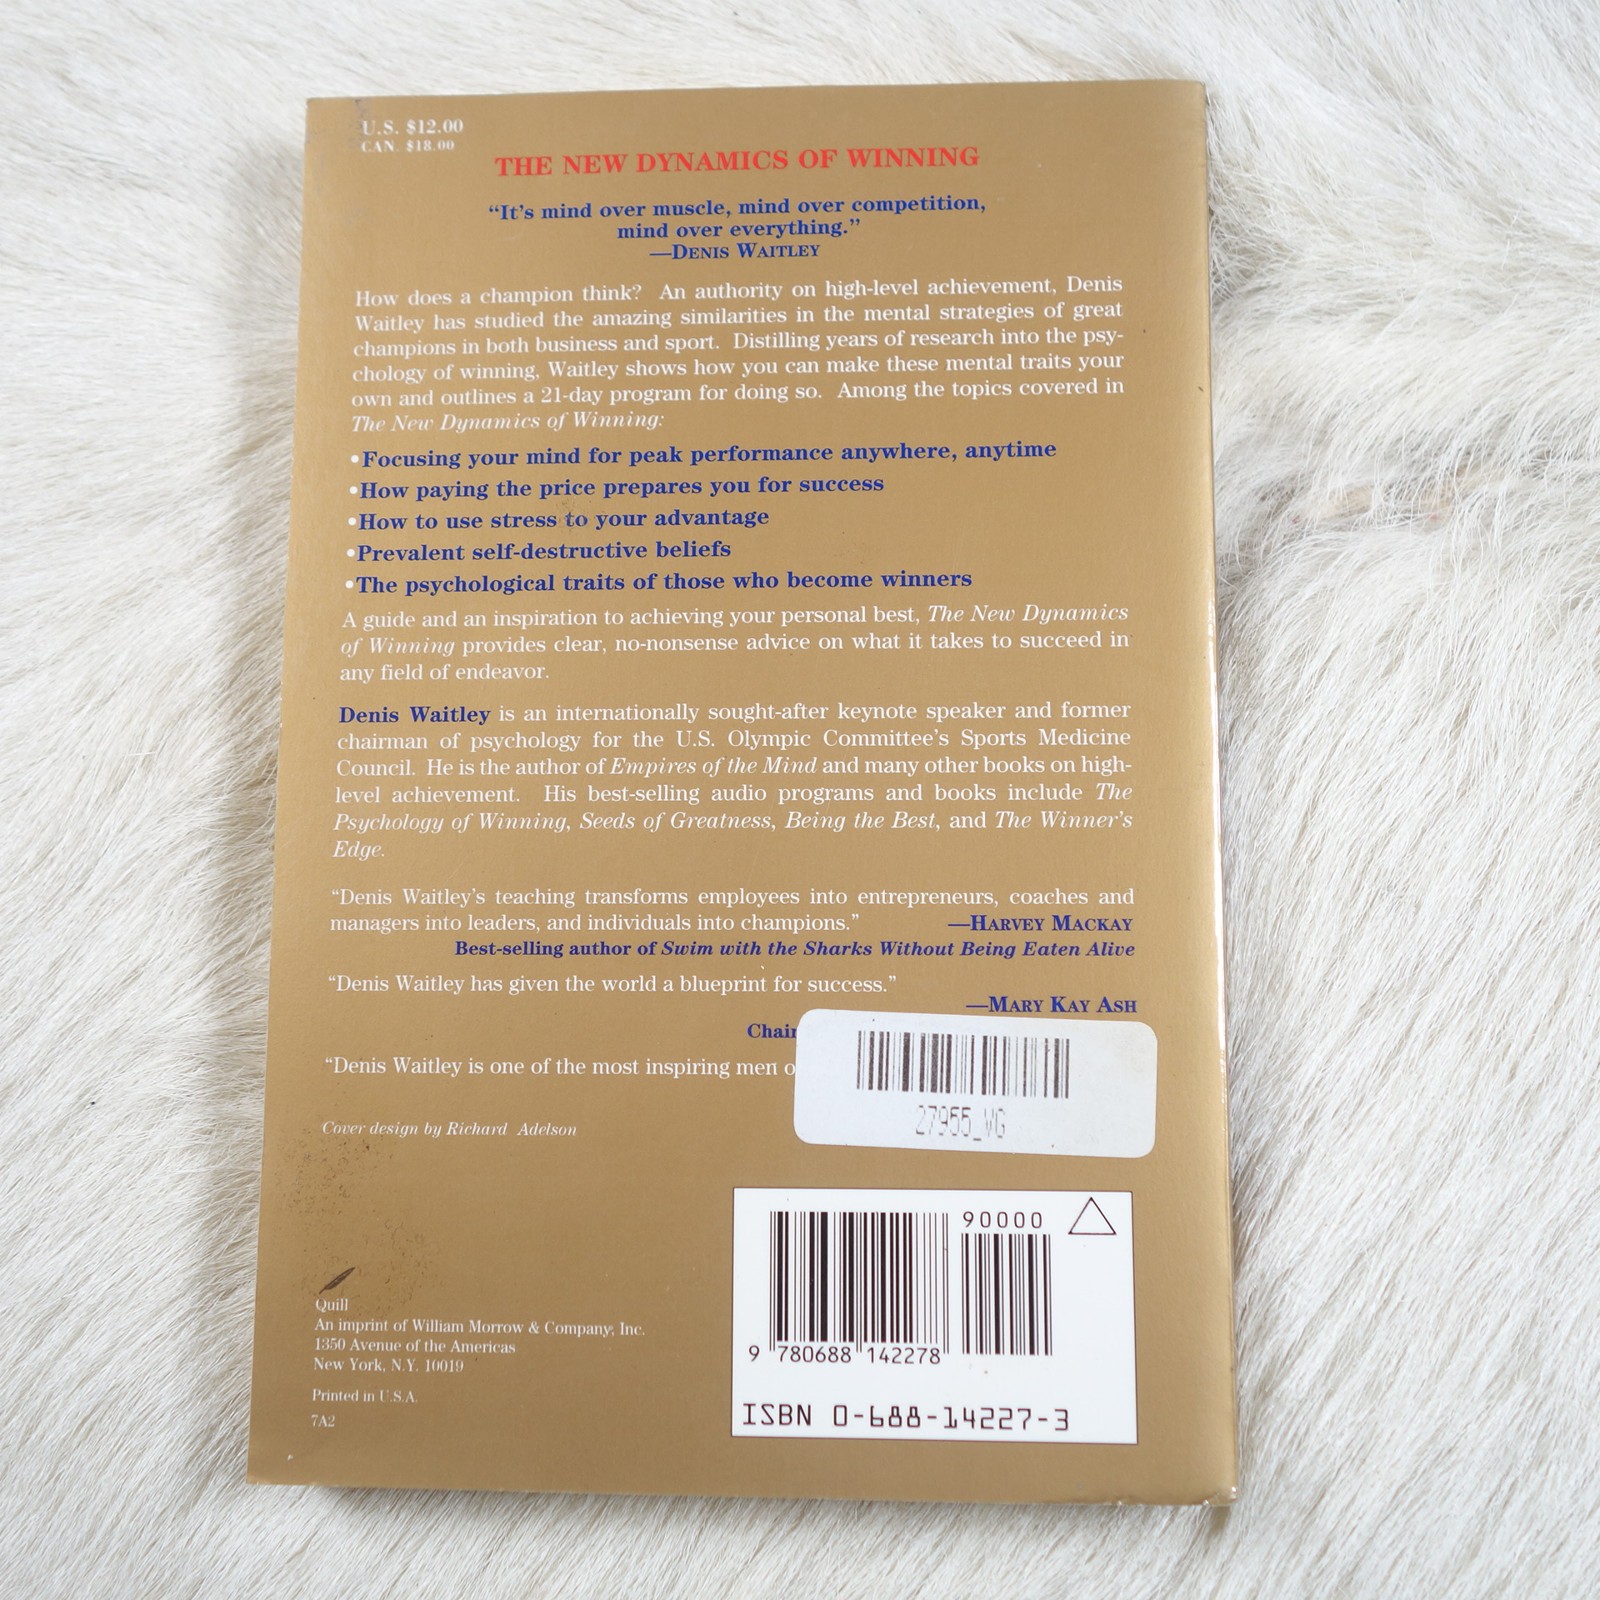 U.S. $12.00
CAN. $18.00
THE NEW DYNAMICS OF WINNING
“It’s mind over muscle, mind over competition,
mind over everything.”
—DENIS WAITLEY
How does a champion think? An authority on high-level achievement, Denis
Waitley has studied the amazing similarities in the mental strategies of great
champions in both business and sport. Distilling years of research into the psy-
chology of winning, Waitley shows how you can make these mental traits your
own and outlines a 21-day program for doing so. Among the topics covered in
The New Dynamics of Winning:
•Focusing your mind for peak performance anywhere, anytime
•How paying the price prepares you for success
•How to use stress to your advantage
•Prevalent self-destructive beliefs
•The psychological traits of those who become winners
A guide and an inspiration to achieving your personal best, The New Dynamics
of Winning provides clear, no-nonsense advice on what it takes to succeed in
any field of endeavor.
Denis Waitley is an internationally sought-after keynote speaker and former
chairman of psychology for the U.S. Olympic Committee’s Sports Medicine
Council. He is the author of Empires of the Mind and many other books on high-
level achievement. His best-selling audio programs and books include The
Psychology of Winning, Seeds of Greatness, Being the Best, and The Winner’s
Edge.
“Denis Waitley’s teaching transforms employees into entrepreneurs, coaches and
managers into leaders, and individuals into champions.” —HARVEY MACKAY
Best-selling author of Swim with the Sharks Without Being Eaten Alive
“Denis Waitley has given the world a blueprint for success.”
—MARY KAY ASH
“Denis Waitley is one of the most inspiring men
27955_VG
Cover design by Richard Adelson
90000
9 780688 142278
ISBN 0-688-14227-3
Quill
An imprint of William Morrow & Company, Inc.
1350 Avenue of the Americas
New York, N.Y. 10019
Printed in U.S.A.
7A2